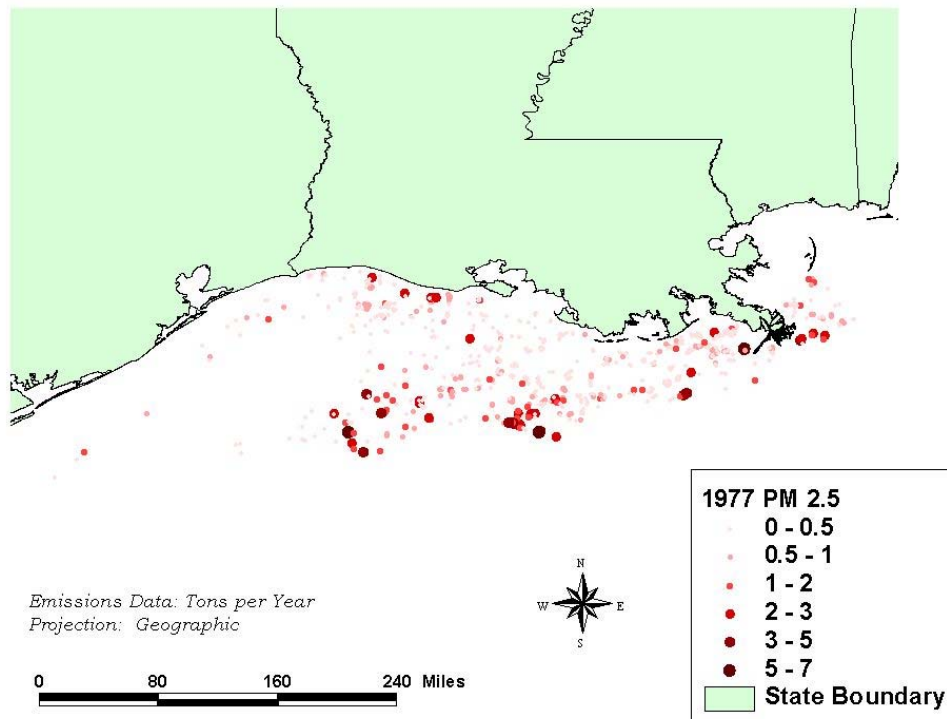 1977 PM 2.5
0 - 0.5
0.5 - 1
1 - 2
2 - 3
3 - 5
5 - 7
State Boundary
N
W E
S
Emissions Data: Tons per Year
Projection: Geographic
0 80 160 240 Miles